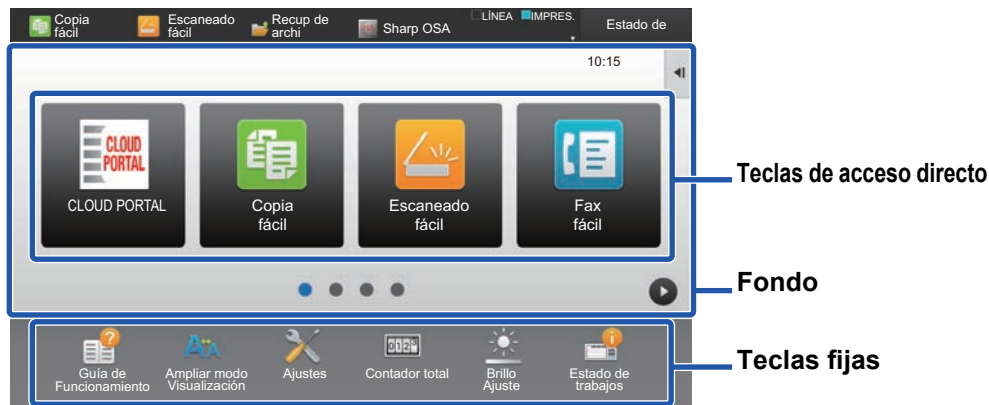 Copia
fácil
Escaneado
fácil
Recup de
archi
Sharp OSA
LÍNEA
IMPRES.
Estado de
10:15
CLOUD
PORTAL
CLOUD PORTAL
Copia
fácil
Escaneado
fácil
Fax
fácil
Teclas de acceso directo
Fondo
Guía de
Funcionamiento
Ampliar modo
Visualización
Ajustes
Contador total
Brillo
Ajuste
Estado de
trabajos
Teclas fijas